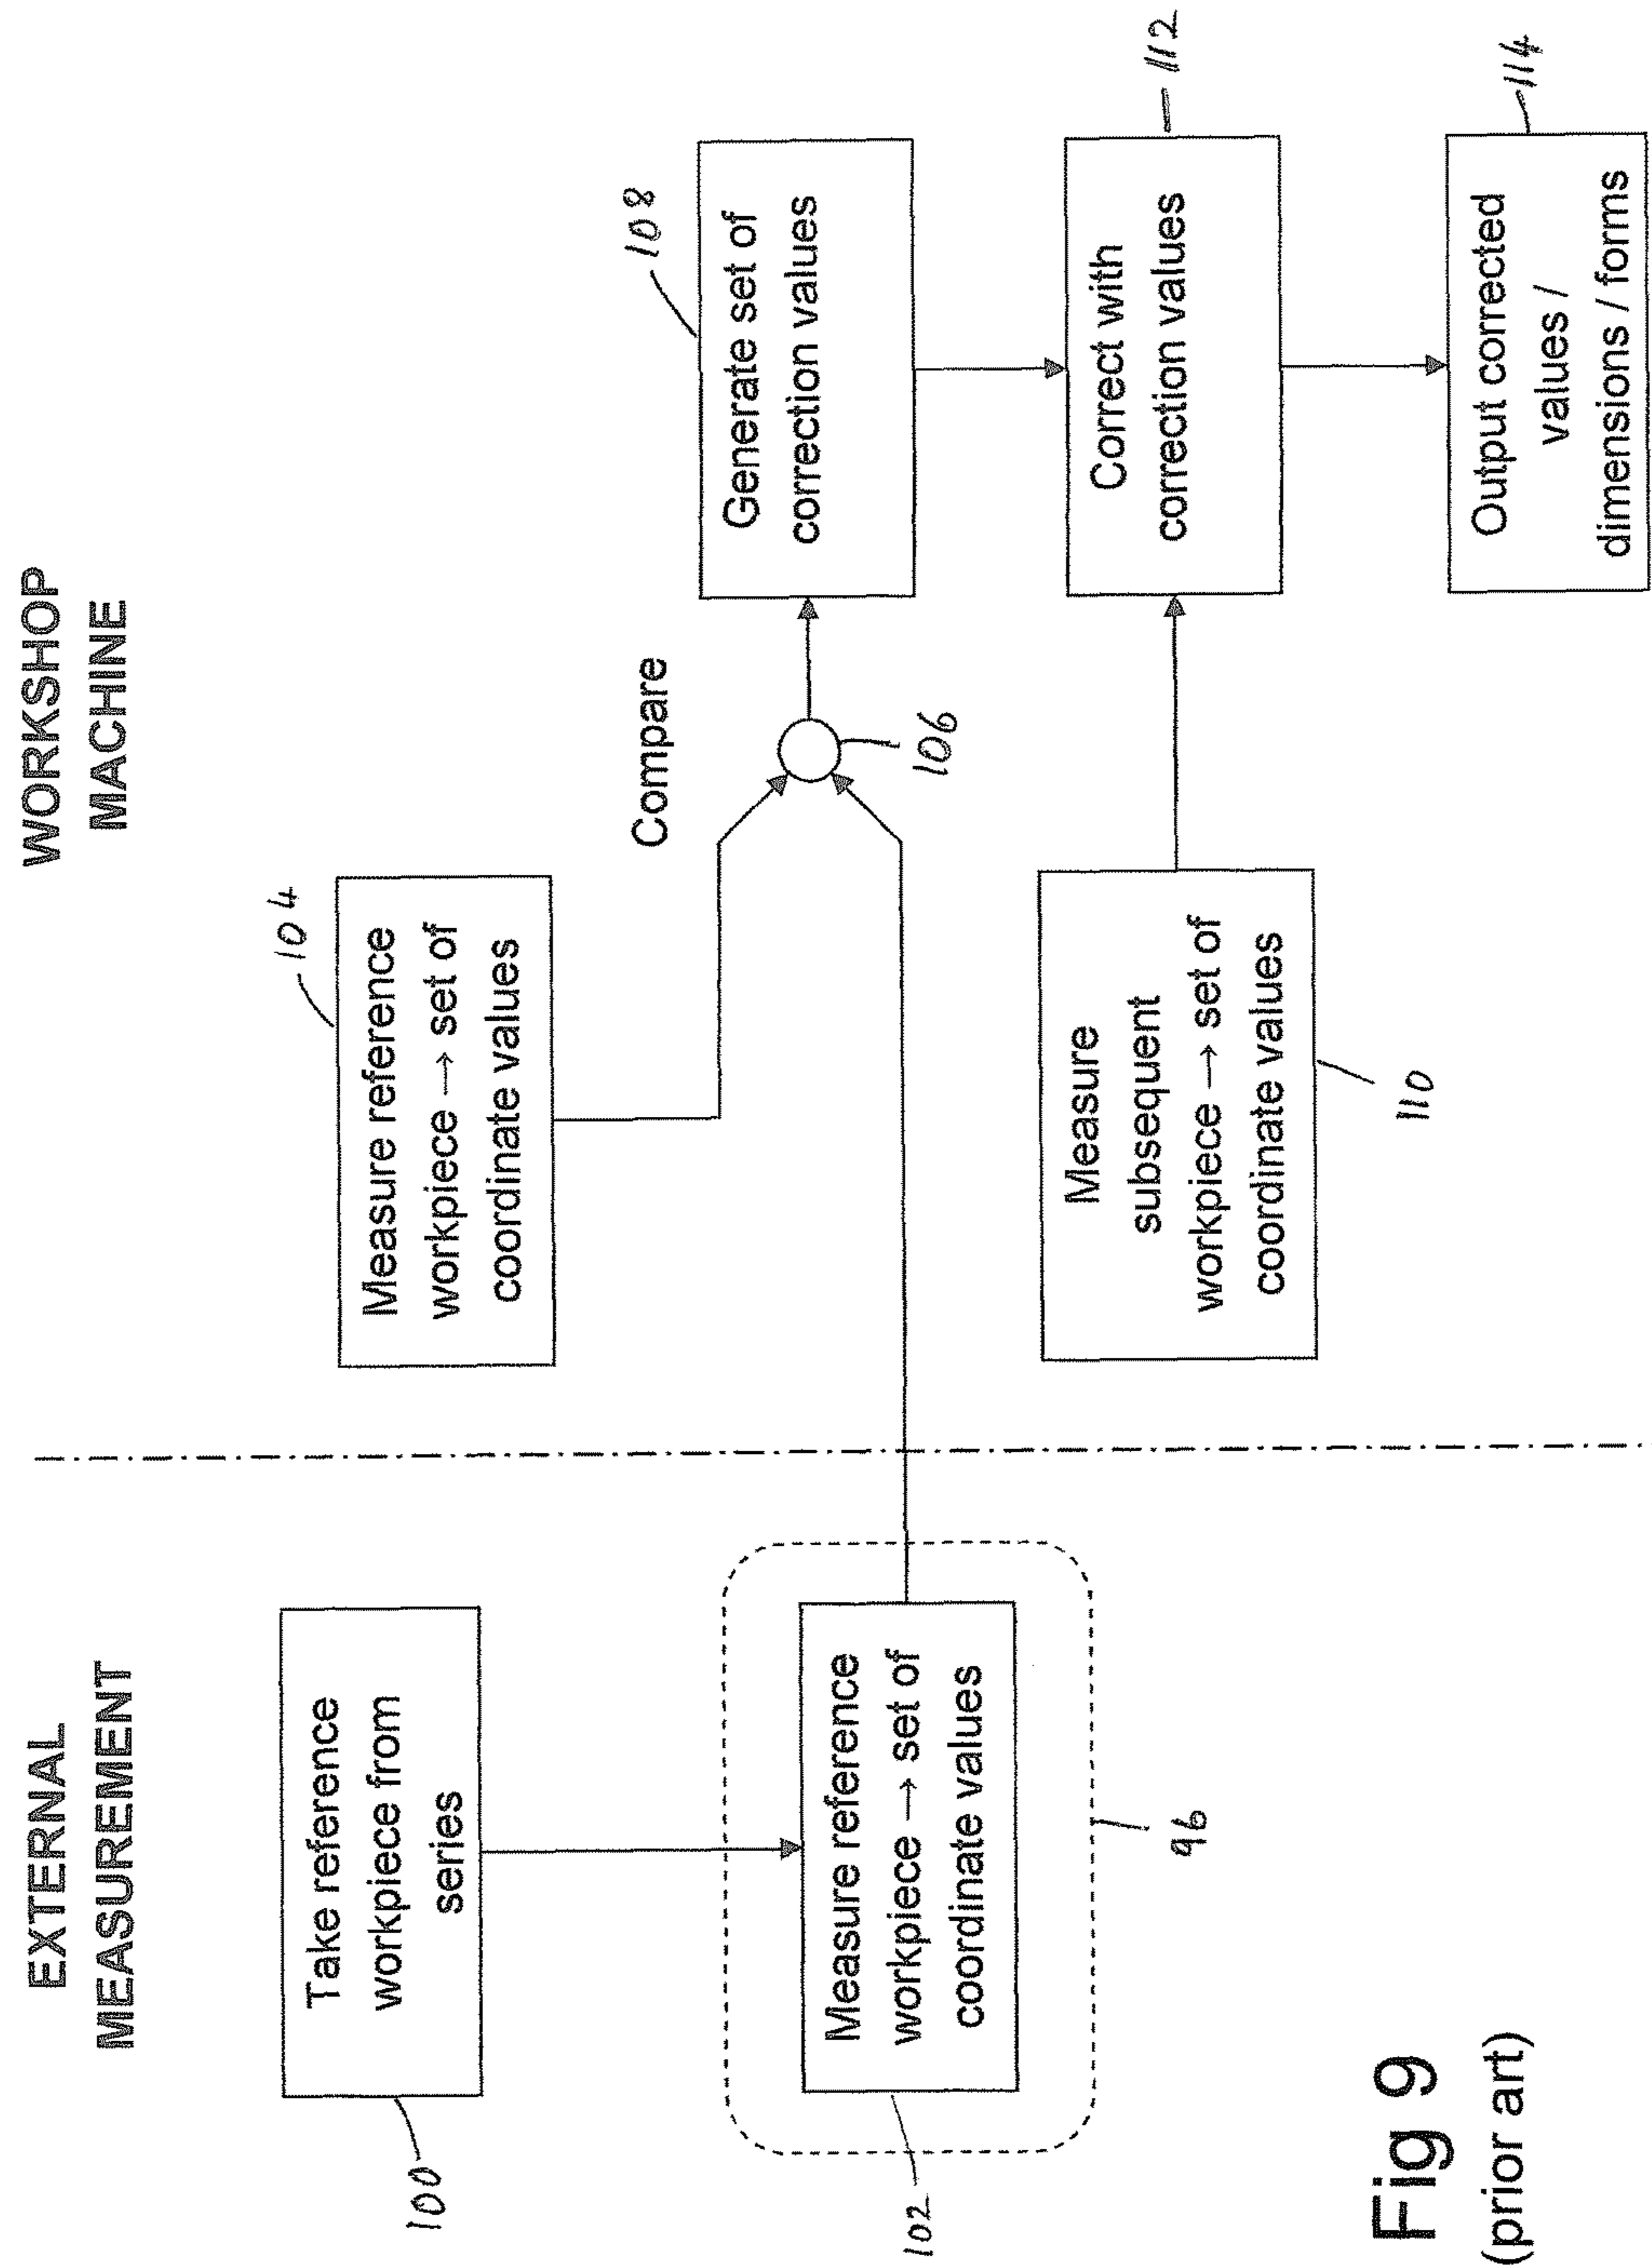 EXTERNAL
MEASUREMENT
Take reference
workpiece from
series
100
Measure reference
workpiece → set of
coordinate values
102
96
WORKSHOP
MACHINE
104
Measure reference
workpiece → set of
coordinate values
Compare
106
108
Generate set of
correction values
Measure
subsequent
workpiece → set of
coordinate values
110
Correct with
correction values
112
Output corrected
values /
dimensions / forms
114
Fig 9
(prior art)